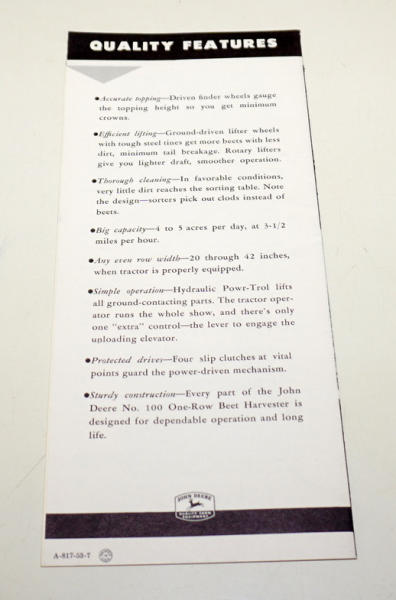 QUALITY FEATURES
●Accurate topping—Driven finder wheels gauge
the topping height so you get minimum
crowns.
●Efficient lifting—Ground-driven lifter wheels
with tough steel tines get more beets with less
dirt, minimum tail breakage. Rotary lifters
give you lighter draft, smoother operation.
●Thorough cleaning—In favorable conditions,
very little dirt reaches the sorting table. Note
the design—sorters pick out clods instead of
beets.
●Big capacity—4 to 5 acres per day, at 3-1/2
miles per hour.
●Any even row width—20 through 42 inches,
when tractor is properly equipped.
●Simple operation—Hydraulic Powr-Trol lifts
all ground-contacting parts. The tractor oper-
ator runs the whole show, and there's only
one "extra" control—the lever to engage the
unloading elevator.
●Protected drives—Four slip clutches at vital
points guard the power-driven mechanism.
●Sturdy construction—Every part of the John
Deere No. 100 One-Row Beet Harvester is
designed for dependable operation and long
life.
JOHN DEERE
QUALITY FARM
EQUIPMENT
A-817-53-7